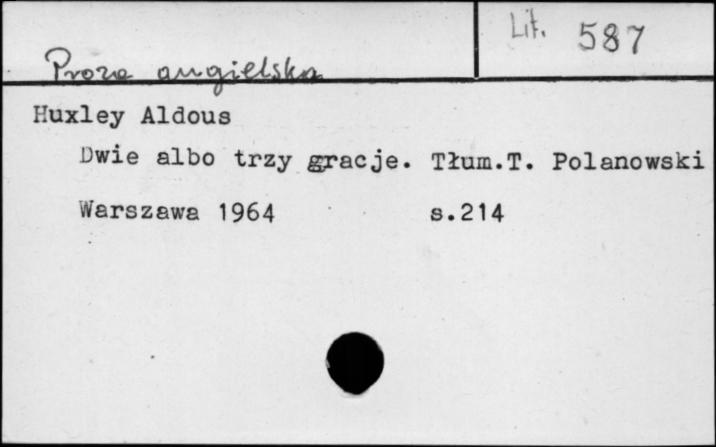 Lit. 587
Proza angielska
Huxley Aldous
Dwie albo trzy gracje. Tłum.T. Polanowski
Warszawa 1964 s.214